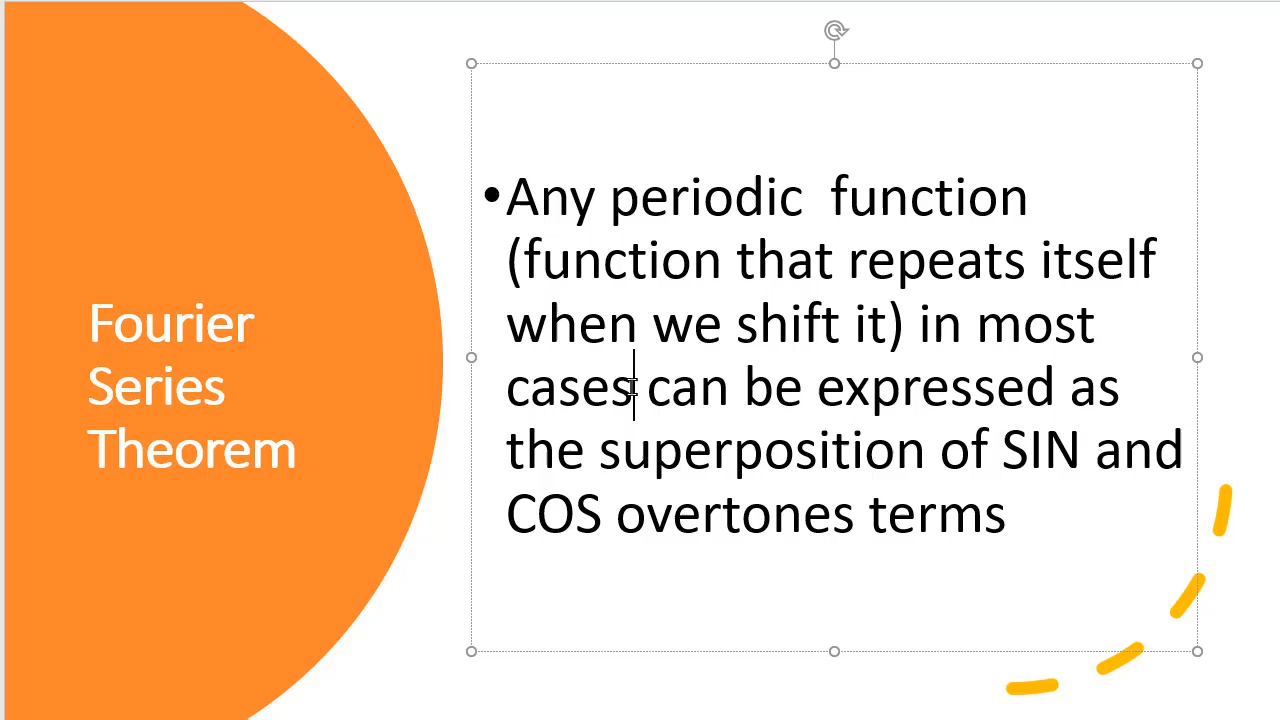 Fourier
Series
Theorem
•Any periodic  function
(function that repeats itself
when we shift it) in most
cases can be expressed as
the superposition of SIN and
COS overtones terms